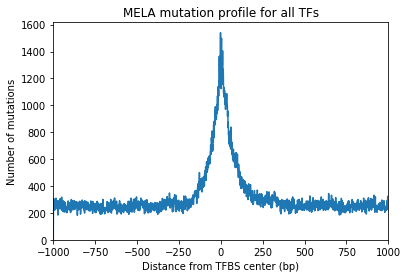 MELA mutation profile for all TFs
1600
1400
1200
1000
800
600
400
200
0
Number of mutations
−1000 −750 −500 −250 0 250 500 750 1000
Distance from TFBS center (bp)